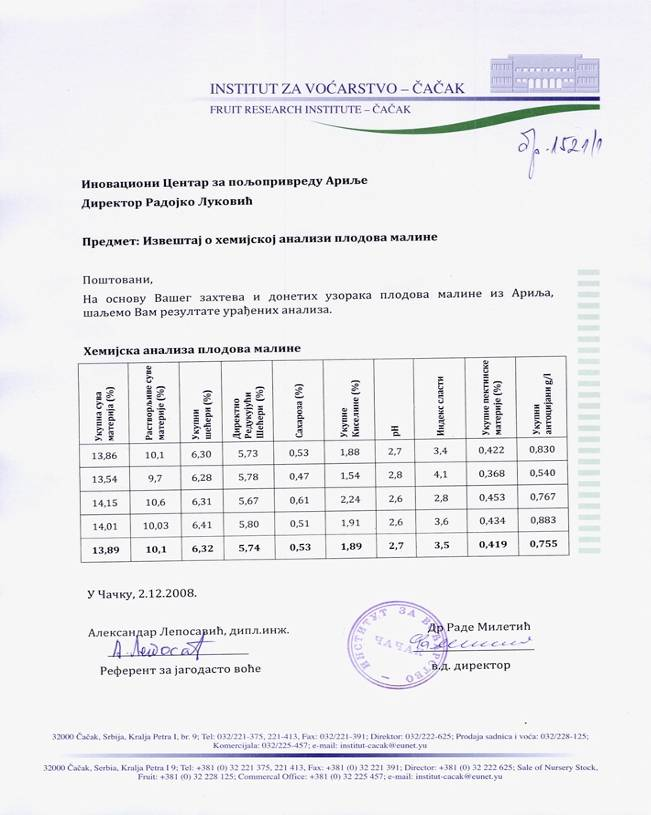 INSTITUT ZA VOĆARSTVO – ČAČAK
FRUIT RESEARCH INSTITUTE – ČAČAK
бр. 1521/1
Иновациони Центар за пољопривреду Ариље
Директор Радојко Луковић
Предмет: Извештај о хемијској анализи плодова малине
Поштовани,
На основу Вашег захтева и донетих узорака плодова малине из Ариља,
шаљемо Вам резултате урађених анализа.
Хемијска анализа плодова малине
Укупна сува материја (%) Растворљиве суве материје (%) Укупни шећери (%) Директно Редукујући Шећери (%) Сахароза (%) Укупне Киселине (%) pH Индекс сласти Укупне пектинске материје (%) Укупни антоцијани g/l
13,86 10,1 6,30 5,73 0,53 1,88 2,7 3,4 0,422 0,830
13,54 9,7 6,28 5,78 0,47 1,54 2,8 4,1 0,368 0,540
14,15 10,6 6,31 5,67 0,61 2,24 2,6 2,8 0,453 0,767
14,01 10,03 6,41 5,80 0,51 1,91 2,6 3,6 0,434 0,883
13,89 10,1 6,32 5,74 0,53 1,89 2,7 3,5 0,419 0,755
У Чачку, 2.12.2008.
Александар Лепосавић, дипл.инж.
А. Лепосав
Референт за јагодасто воће
ИНСТИТУТ ЗА ВОЋАРСТВО
ЧАЧАК
Др Раде Милетић
в.д. директор
32000 Čačak, Srbija, Kralja Petra I, br. 9; Tel: 032/221-375, 221-413, Fax: 032/221-391; Direktor: 032/222-625; Prodaja sadnica i voća: 032/228-125;
Komercijala: 032/225-457; e-mail: institut-cacak@eunet.yu
32000 Čačak, Serbia, Kralja Petra I 9; Tel: +381 (0) 32 221 375, 221 413, Fax: +381 (0) 32 221 391; Director: +381 (0) 32 222 625; Sale of Nursery Stock,
Fruit: +381 (0) 32 228 125; Commercal Office: +381 (0) 32 225 457; e-mail: institut-cacak@eunet.yu